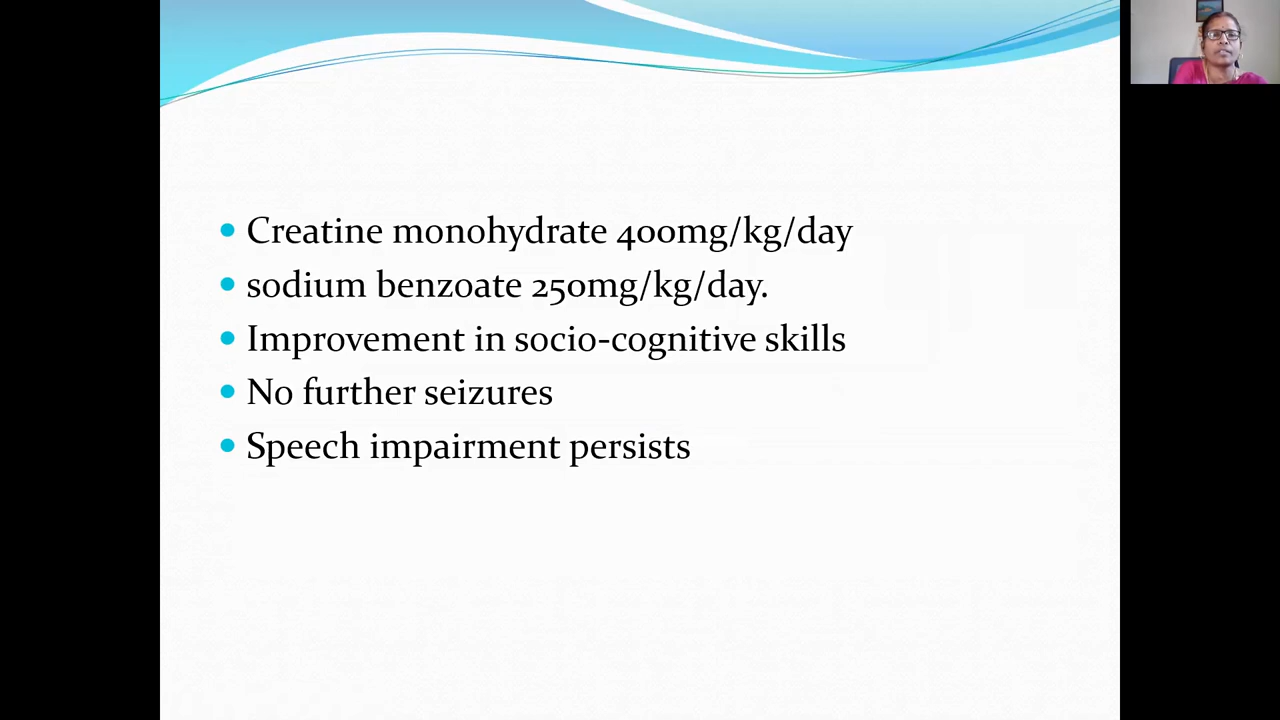 Creatine monohydrate 400mg/kg/day
sodium benzoate 250mg/kg/day.
Improvement in socio-cognitive skills
No further seizures
Speech impairment persists